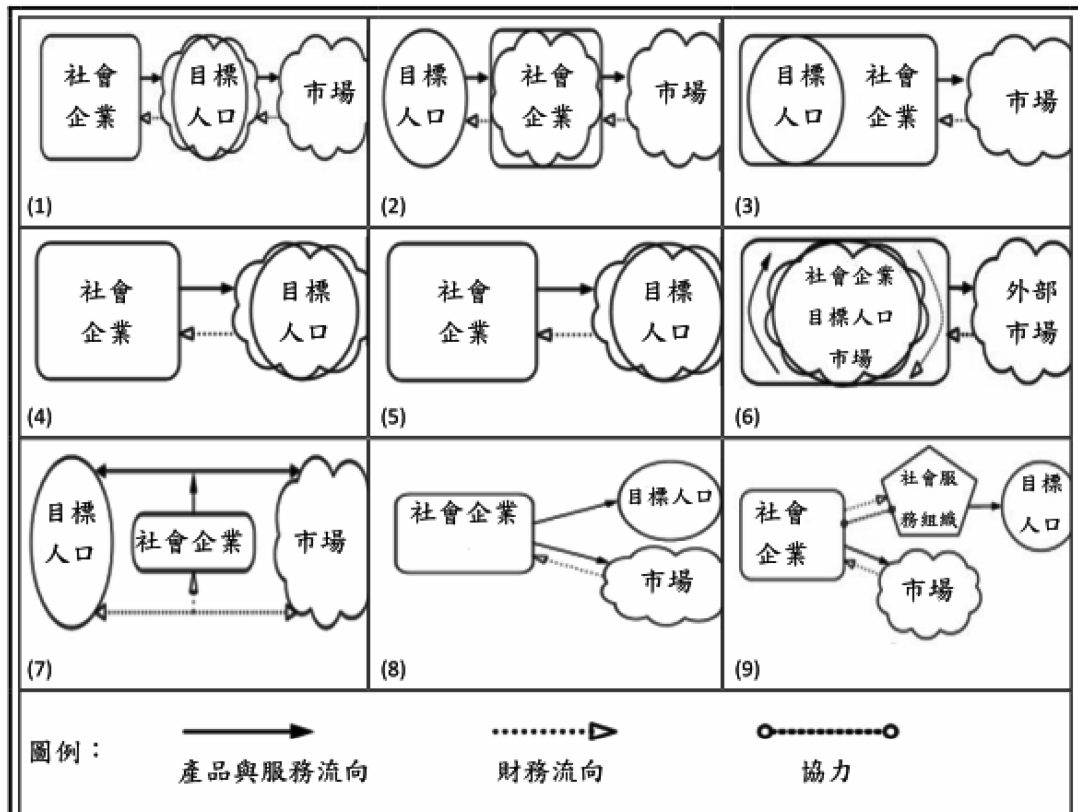 社會
企業
目標
人口
市場
(1)
目標
人口
社會
企業
市場
(2)
目標
人口
社會
企業
市場
(3)
社會
企業
目標
人口
(4)
社會
企業
目標
人口
(5)
社會企業
目標人口
市場
外部
市場
(6)
目標
人口
社會企業
市場
(7)
社會企業
目標人口
市場
(8)
社會
企業
社會服
務組織
目標
人口
市場
(9)
圖例：
產品與服務流向
財務流向
協力